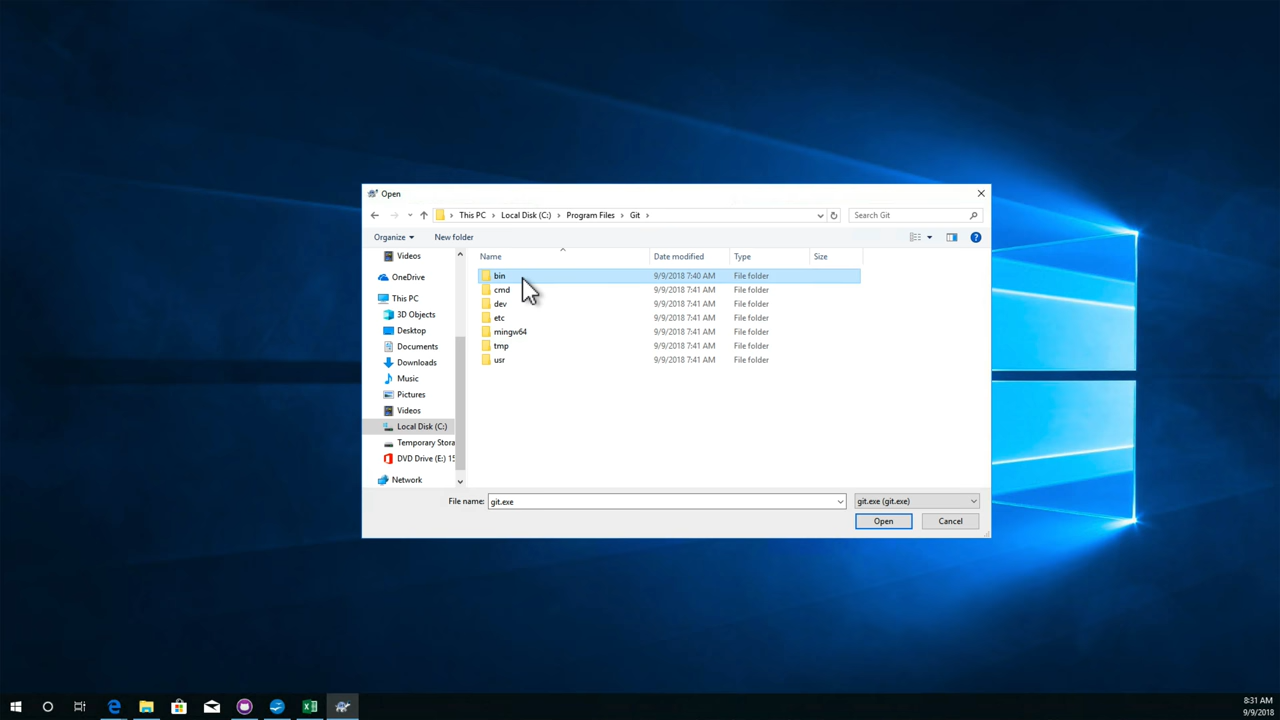 Open
This PC Local Disk (C:) Program Files Git
Search Git
Organize New folder
Name Date modified Type Size
Videos
OneDrive
This PC
3D Objects
Desktop
Documents
Downloads
Music
Pictures
Videos
Local Disk (C:)
Temporary Stora
DVD Drive (E:) 15
Network
bin 9/9/2018 7:40 AM File folder
cmd 9/9/2018 7:41 AM File folder
dev 9/9/2018 7:41 AM File folder
etc 9/9/2018 7:41 AM File folder
mingw64 9/9/2018 7:41 AM File folder
tmp 9/9/2018 7:41 AM File folder
usr 9/9/2018 7:41 AM File folder
File name: git.exe git.exe (git.exe)
Open Cancel
8:31 AM
9/9/2018